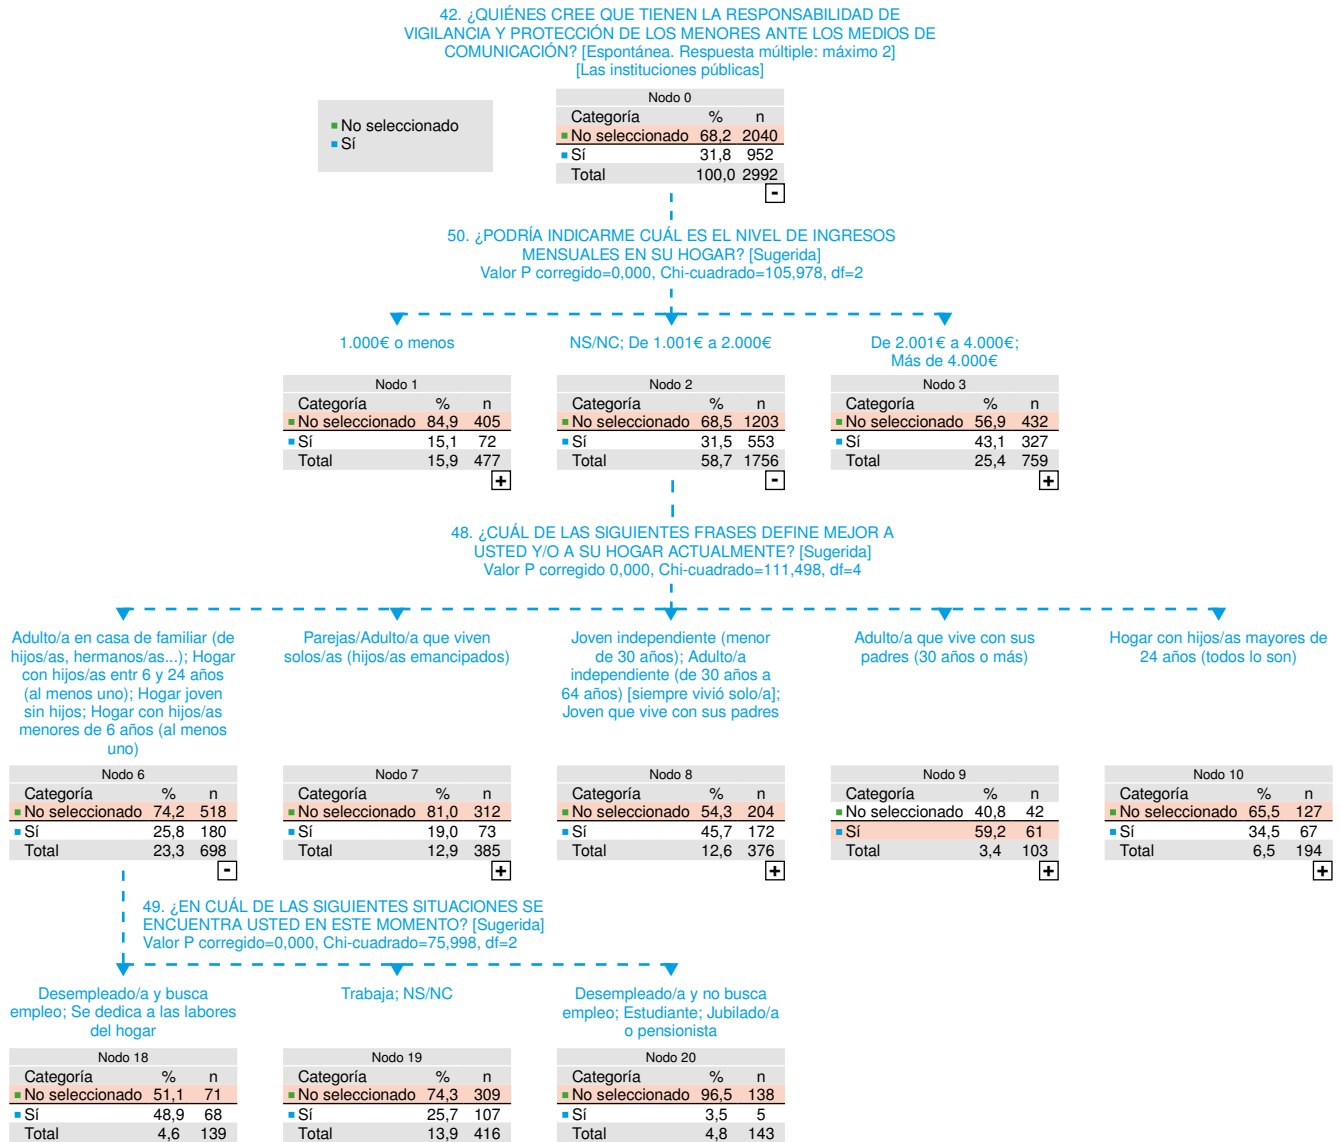 42. ¿QUIÉNES CREE QUE TIENEN LA RESPONSABILIDAD DE
VIGILANCIA Y PROTECCIÓN DE LOS MENORES ANTE LOS MEDIOS DE
COMUNICACIÓN? [Espontánea. Respuesta múltiple: máximo 2]
[Las instituciones públicas]
No seleccionado
Sí
Nodo 0
Categoría % n
No seleccionado 68,2 2040
Sí 31,8 952
Total 100,0 2992
-
50. ¿PODRÍA INDICARME CUÁL ES EL NIVEL DE INGRESOS
MENSUALES EN SU HOGAR? [Sugerida]
Valor P corregido=0,000, Chi-cuadrado=105,978, df=2
1.000€ o menos
Nodo 1
Categoría % n
No seleccionado 84,9 405
Sí 15,1 72
Total 15,9 477
+
NS/NC; De 1.001€ a 2.000€
Nodo 2
Categoría % n
No seleccionado 68,5 1203
Sí 31,5 553
Total 58,7 1756
-
De 2.001€ a 4.000€;
Más de 4.000€
Nodo 3
Categoría % n
No seleccionado 56,9 432
Sí 43,1 327
Total 25,4 759
+
48. ¿CUÁL DE LAS SIGUIENTES FRASES DEFINE MEJOR A
USTED Y/O A SU HOGAR ACTUALMENTE? [Sugerida]
Valor P corregido 0,000, Chi-cuadrado=111,498, df=4
Adulto/a en casa de familiar (de
hijos/as, hermanos/as...); Hogar
con hijos/as entr 6 y 24 años
(al menos uno); Hogar joven
sin hijos; Hogar con hijos/as
menores de 6 años (al menos
uno)
Nodo 6
Categoría % n
No seleccionado 74,2 518
Sí 25,8 180
Total 23,3 698
-
Parejas/Adulto/a que viven
solos/as (hijos/as emancipados)
Nodo 7
Categoría % n
No seleccionado 81,0 312
Sí 19,0 73
Total 12,9 385
+
Joven independiente (menor
de 30 años); Adulto/a
independiente (de 30 años a
64 años) [siempre vivió solo/a];
Joven que vive con sus padres
Nodo 8
Categoría % n
No seleccionado 54,3 204
Sí 45,7 172
Total 12,6 376
+
Adulto/a que vive con sus
padres (30 años o más)
Nodo 9
Categoría % n
No seleccionado 40,8 42
Sí 59,2 61
Total 3,4 103
+
Hogar con hijos/as mayores de
24 años (todos lo son)
Nodo 10
Categoría % n
No seleccionado 65,5 127
Sí 34,5 67
Total 6,5 194
+
49. ¿EN CUÁL DE LAS SIGUIENTES SITUACIONES SE
ENCUENTRA USTED EN ESTE MOMENTO? [Sugerida]
Valor P corregido=0,000, Chi-cuadrado=75,998, df=2
Desempleado/a y busca
empleo; Se dedica a las labores
del hogar
Nodo 18
Categoría % n
No seleccionado 51,1 71
Sí 48,9 68
Total 4,6 139
Trabaja; NS/NC
Nodo 19
Categoría % n
No seleccionado 74,3 309
Sí 25,7 107
Total 13,9 416
Desempleado/a y no busca
empleo; Estudiante; Jubilado/a
o pensionista
Nodo 20
Categoría % n
No seleccionado 96,5 138
Sí 3,5 5
Total 4,8 143